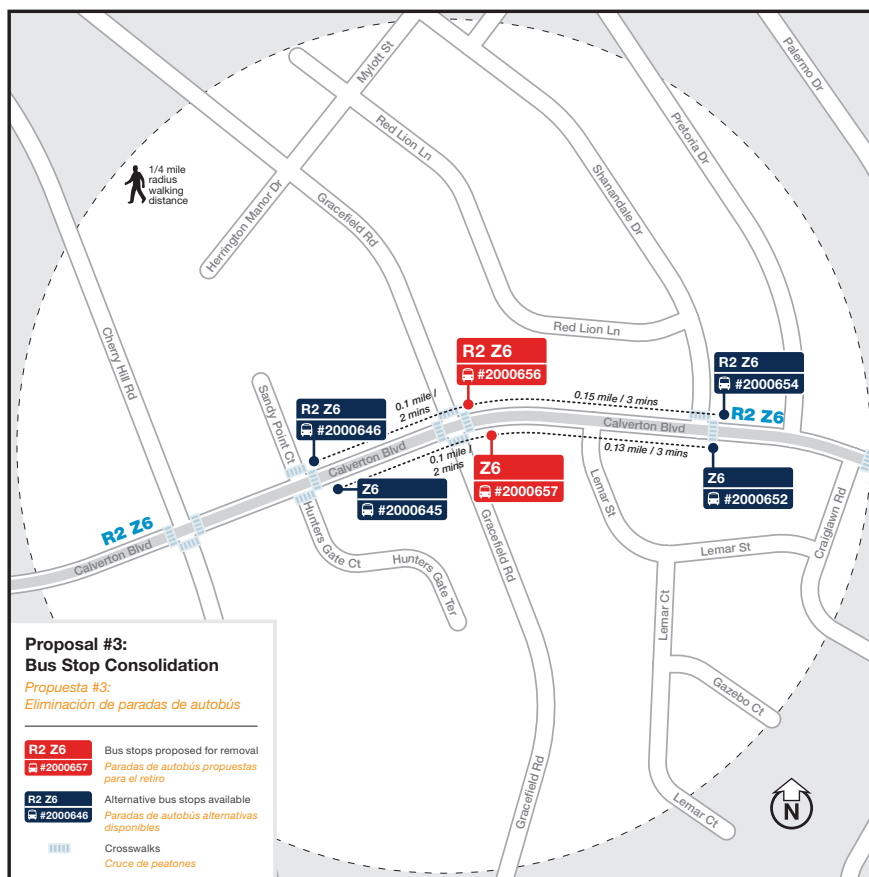 Mylott St
Palermo Dr
Red Lion Ln
Pretoria Dr
Shanandale Dr
1/4 mile
radius
walking
distance
Herrington Manor Dr
Gracefield Rd
Cherry Hill Rd
Red Lion Ln
R2 Z6
#2000656
R2 Z6
#2000654
0.15 mile / 3 mins
0.1 mile /
2 mins
Sandy Point Ct
R2 Z6
#2000646
R2 Z6
Calverton Blvd
Calverton Blvd
0.1 mile /
2 mins
0.13 mile / 3 mins
Z6
#2000657
Z6
#2000652
Z6
#2000645
Lemar St
Craiglawn Rd
R2 Z6
Calverton Blvd
Hunters Gate Ct
Hunters Gate Ter
Gracefield Rd
Lemar St
Lemar Ct
Gazebo Ct
Gracefield Rd
Lemar Ct
N
Proposal #3:
Bus Stop Consolidation
Propuesta #3:
Eliminación de paradas de autobús
R2 Z6
#2000657
Bus stops proposed for removal
Paradas de autobús propuestas
para el retiro
R2 Z6
#2000646
Alternative bus stops available
Paradas de autobús alternativas
disponibles
Crosswalks
Cruce de peatones